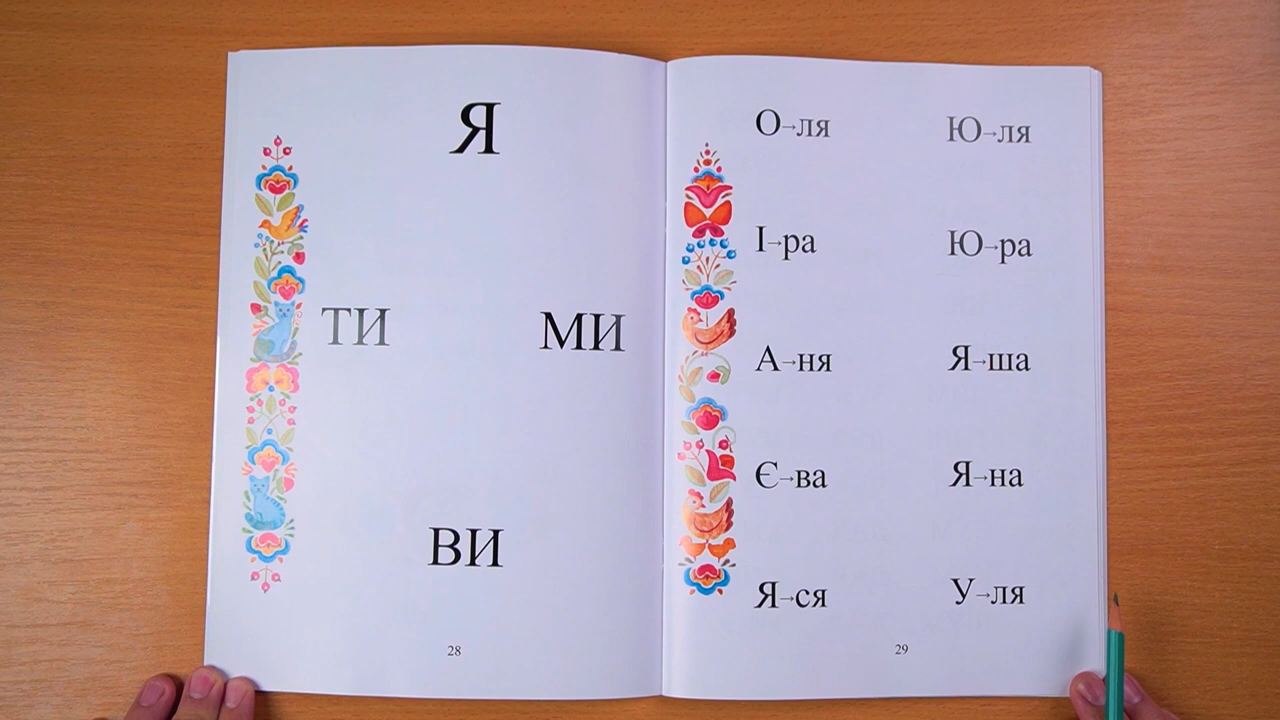 Я
ТИ МИ
ВИ
28
О→ля Ю→ля
І→ра Ю→ра
А→ня Я→ша
Є→ва Я→на
Я→ся У→ля
29